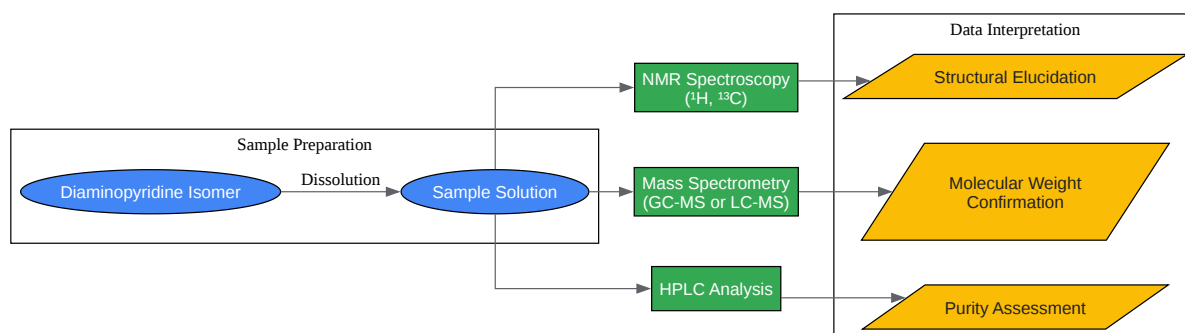 Data Interpretation
NMR Spectroscopy
(¹H, ¹³C)
Structural Elucidation
Sample Preparation
Diaminopyridine Isomer
Dissolution
Sample Solution
Mass Spectrometry
(GC-MS or LC-MS)
Molecular Weight
Confirmation
HPLC Analysis
Purity Assessment